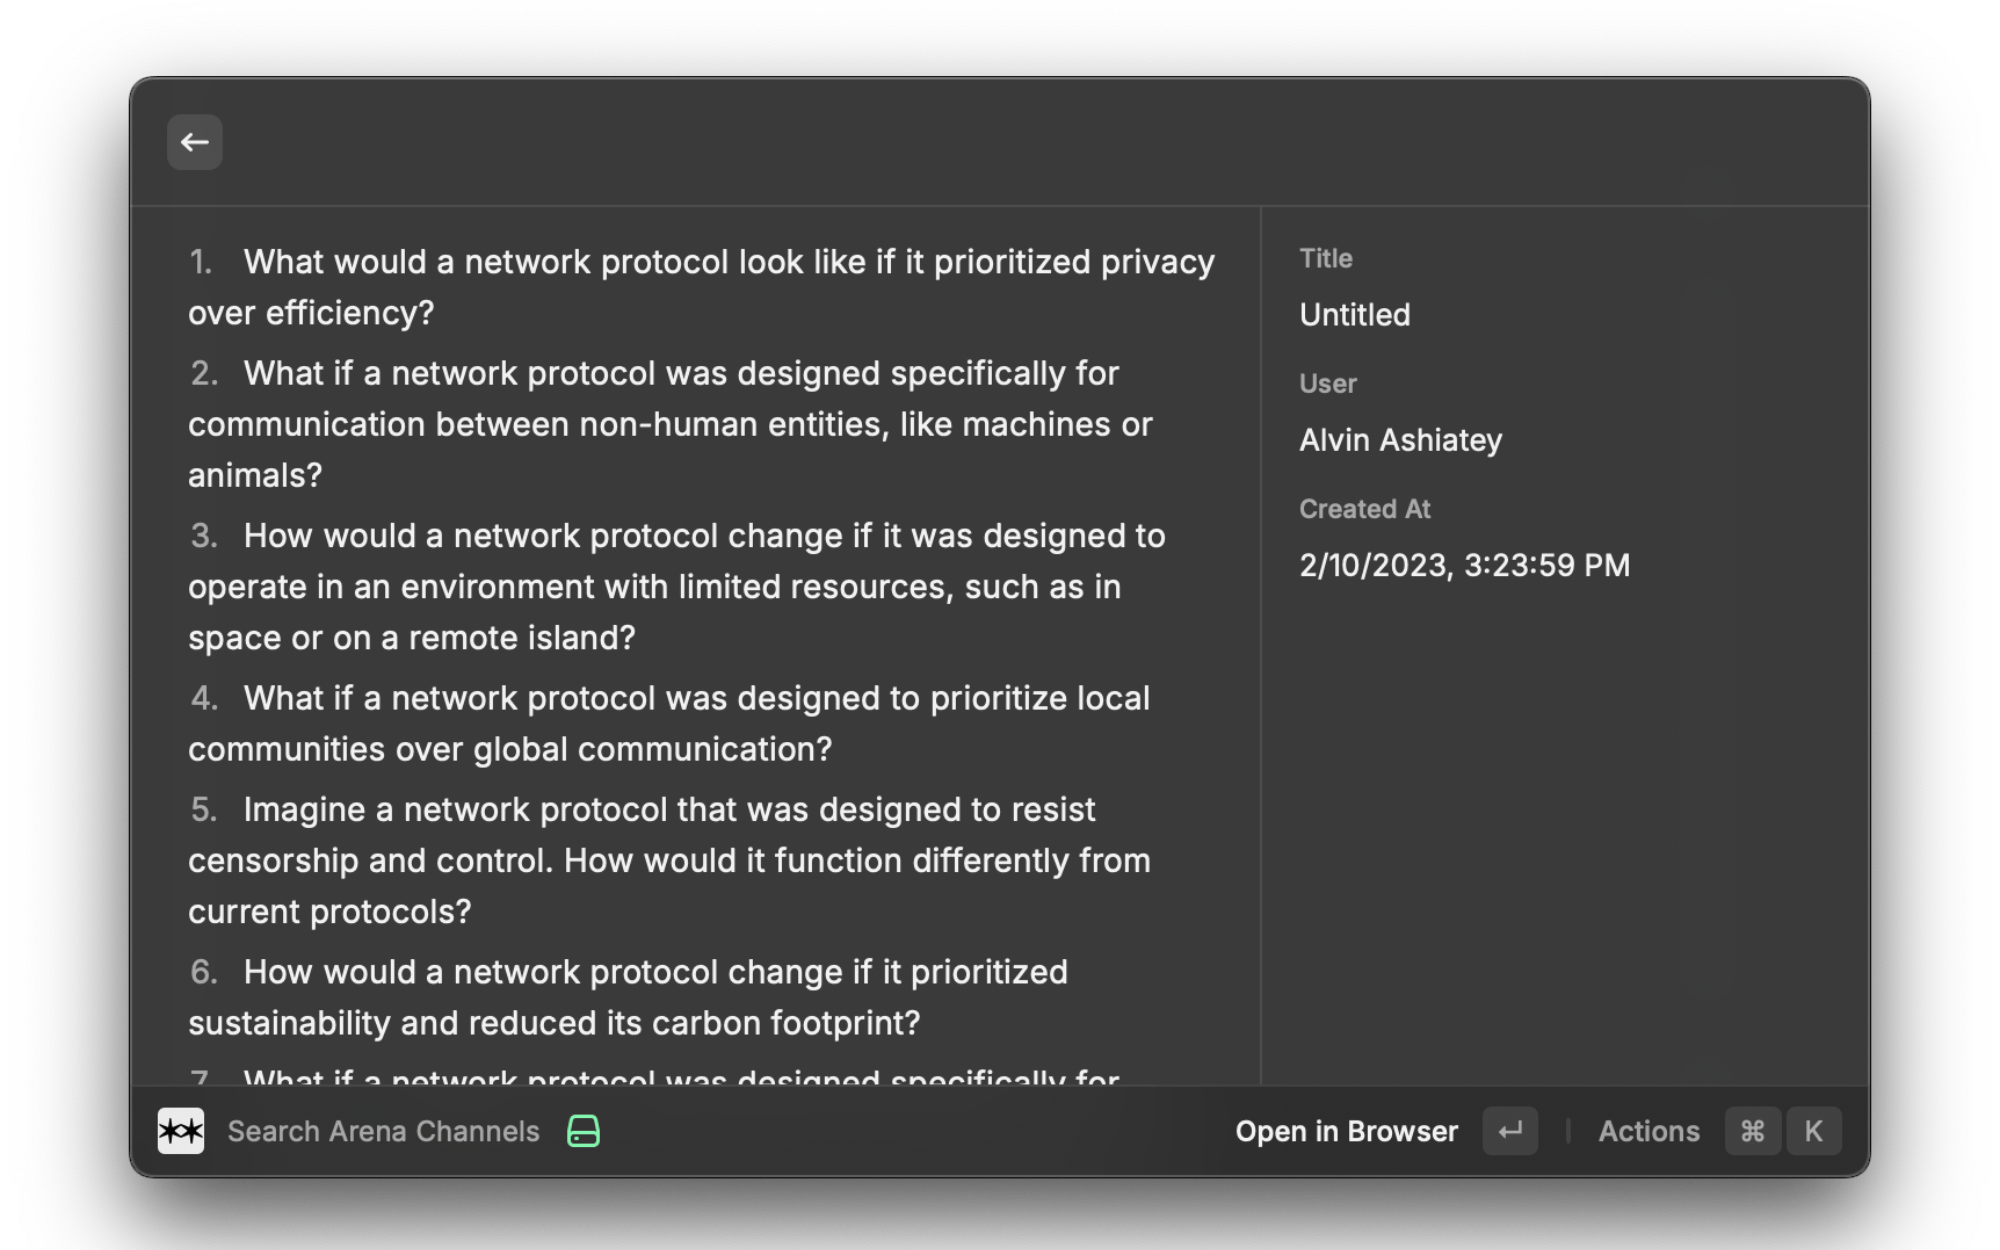 1. What would a network protocol look like if it prioritized privacy
over efficiency?
2. What if a network protocol was designed specifically for
communication between non-human entities, like machines or
animals?
3. How would a network protocol change if it was designed to
operate in an environment with limited resources, such as in
space or on a remote island?
4. What if a network protocol was designed to prioritize local
communities over global communication?
5. Imagine a network protocol that was designed to resist
censorship and control. How would it function differently from
current protocols?
6. How would a network protocol change if it prioritized
sustainability and reduced its carbon footprint?
7. What if a network protocol was designed specifically for
Title
Untitled
User
Alvin Ashiatey
Created At
2/10/2023, 3:23:59 PM
Search Arena Channels
Open in Browser ↵ | Actions ⌘ K